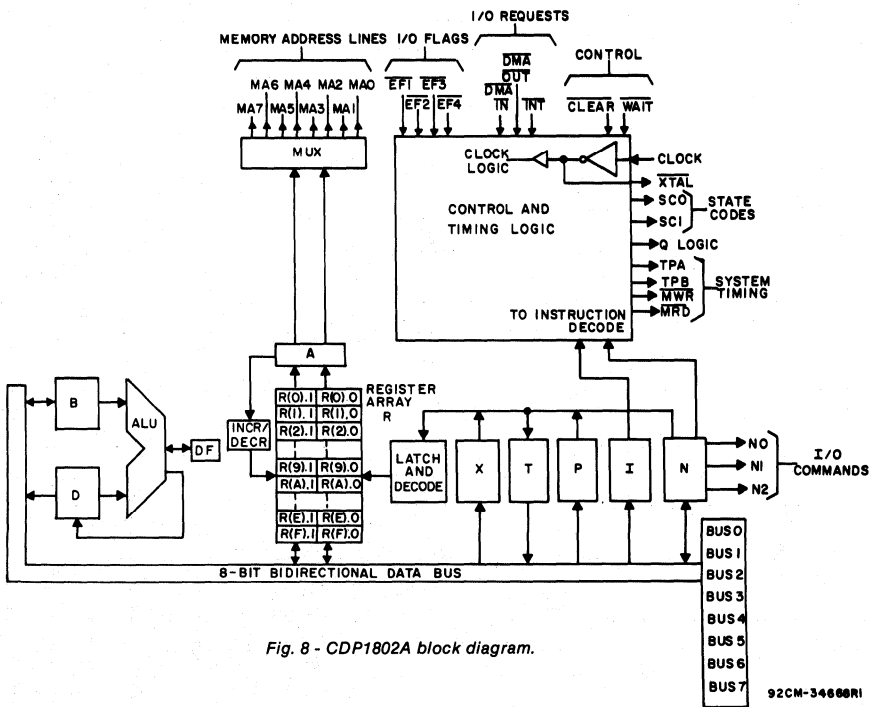 I/O REQUESTS
MEMORY ADDRESS LINES I/O FLAGS
CONTROL
DMA
OUT
MA6 MA4 MA2 MA0
EF1 EF3
DMA
IN
INT
MA7 MA5 MA3 MA1
EF2 EF4
CLEAR WAIT
MUX
CLOCK
LOGIC
CLOCK
XTAL
CONTROL AND
TIMING LOGIC
SC0
SC1
STATE
CODES
Q LOGIC
TPA
TPB
MWR
MRD
SYSTEM
TIMING
TO INSTRUCTION
DECODE
A
REGISTER
ARRAY
R
R(0).1 R(0).0
R(1).1 R(1).0
R(2).1 R(2).0
R(9).1 R(9).0
R(A).1 R(A).0
R(E).1 R(E).0
R(F).1 R(F).0
B
ALU
DF
D
INCR/
DECR
LATCH
AND
DECODE
X
T
P
I
N
N0
N1
N2
I/O
COMMANDS
8-BIT BIDIRECTIONAL DATA BUS
BUS 0
BUS 1
BUS 2
BUS 3
BUS 4
BUS 5
BUS 6
BUS 7
Fig. 8 - CDP1802A block diagram.
92CM-34668R1